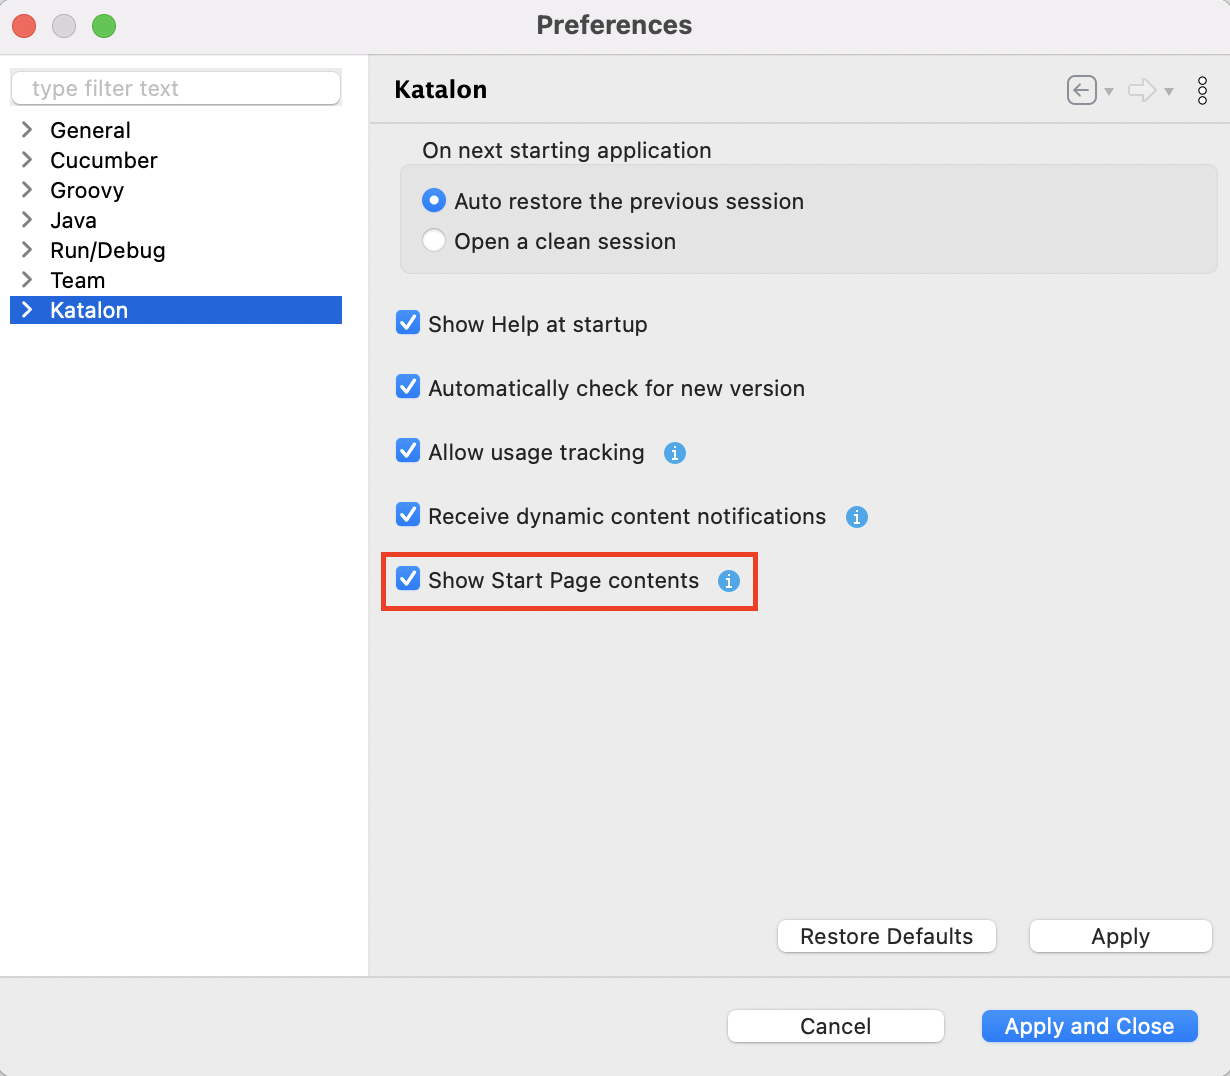 Preferences
type filter text
General
Cucumber
Groovy
Java
Run/Debug
Team
Katalon
Katalon
On next starting application
Auto restore the previous session
Open a clean session
Show Help at startup
Automatically check for new version
Allow usage tracking
Receive dynamic content notifications
Show Start Page contents
Restore Defaults
Apply
Cancel
Apply and Close